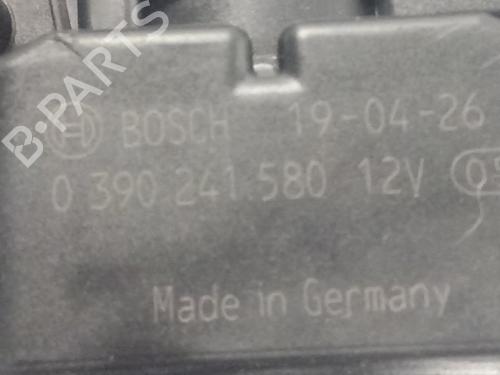 B-PARTS
BOSCH 19-04-26
0 390 241.580 12V
Made in Germany